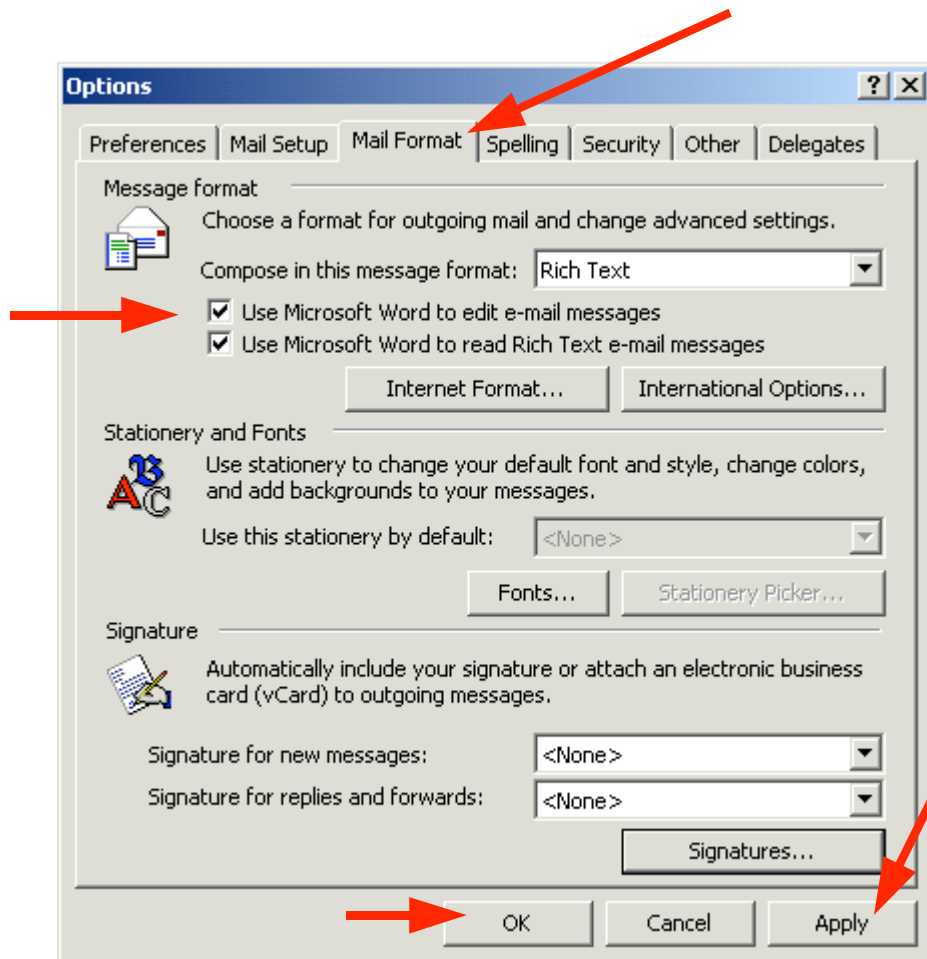 Options
Preferences Mail Setup Mail Format Spelling Security Other Delegates
Message format
Choose a format for outgoing mail and change advanced settings.
Compose in this message format: Rich Text
Use Microsoft Word to edit e-mail messages
Use Microsoft Word to read Rich Text e-mail messages
Internet Format... International Options...
Stationery and Fonts
Use stationery to change your default font and style, change colors,
and add backgrounds to your messages.
Use this stationery by default: <None>
Fonts... Stationery Picker...
Signature
Automatically include your signature or attach an electronic business
card (vCard) to outgoing messages.
Signature for new messages: <None>
Signature for replies and forwards: <None>
Signatures...
OK Cancel Apply